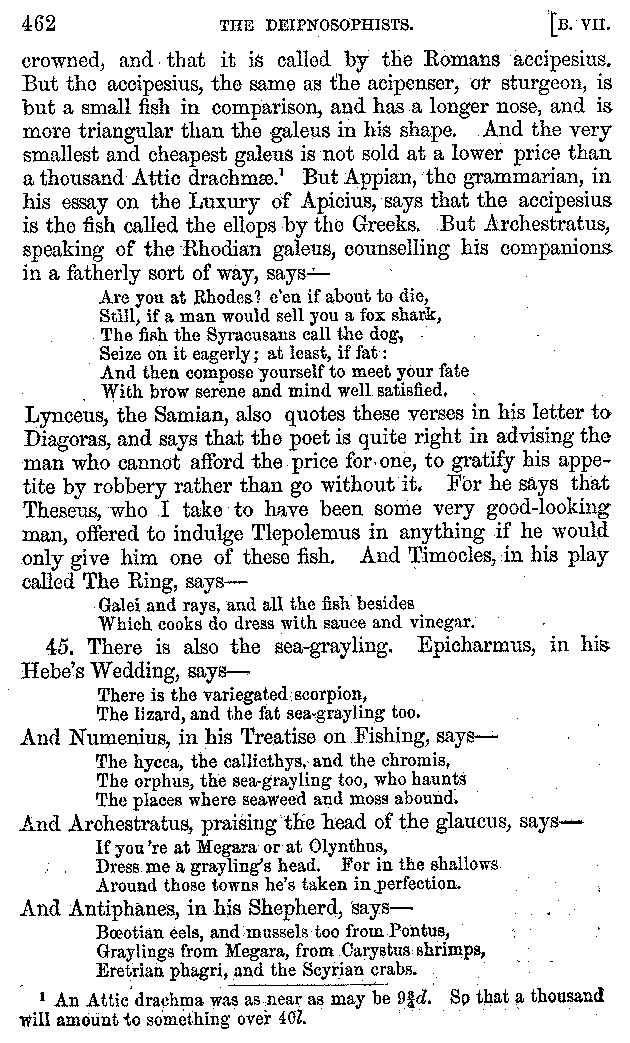 462 THE DEIPNOSOPHISTS. [B. VII.
crowned, and that it is called by the Romans accipesius.
But the accipesius, the same as the acipenser, or sturgeon, is
but a small fish in comparison, and has a longer nose, and is
more triangular than the galeus in his shape. And the very
smallest and cheapest galeus is not sold at a lower price than
a thousand Attic drachmæ.¹ But Appian, the grammarian, in
his essay on the Luxury of Apicius, says that the accipesius
is the fish called the ellops by the Greeks. But Archestratus,
speaking of the Rhodian galeus, counselling his companions
in a fatherly sort of way, says—
Are you at Rhodes? e'en if about to die,
Still, if a man would sell you a fox shark,
The fish the Syracusans call the dog,
Seize on it eagerly; at least, if fat:
And then compose yourself to meet your fate
With brow serene and mind well satisfied.
Lynceus, the Samian, also quotes these verses in his letter to
Diagoras, and says that the poet is quite right in advising the
man who cannot afford the price for one, to gratify his appe-
tite by robbery rather than go without it. For he says that
Theseus, who I take to have been some very good-looking
man, offered to indulge Tlepolemus in anything if he would
only give him one of these fish. And Timocles, in his play
called The Ring, says—
Galei and rays, and all the fish besides
Which cooks do dress with sauce and vinegar.
45. There is also the sea-grayling. Epicharmus, in his
Hebe's Wedding, says—
There is the variegated scorpion,
The lizard, and the fat sea-grayling too.
And Numenius, in his Treatise on Fishing, says—
The hycca, the callicthys, and the chromis,
The orphus, the sea-grayling too, who haunts
The places where seaweed and moss abound.
And Archestratus, praising the head of the glaucus, says—
If you're at Megara or at Olynthus,
Dress me a grayling's head. For in the shallows
Around those towns he's taken in perfection.
And Antiphanes, in his Shepherd, says—
Bœotian eels, and mussels too from Pontus,
Graylings from Megara, from Carystus shrimps,
Eretrian phagri, and the Scyrian crabs.
¹ An Attic drachma was as near as may be 9¾d. So that a thousand
will amount to something over 40l.